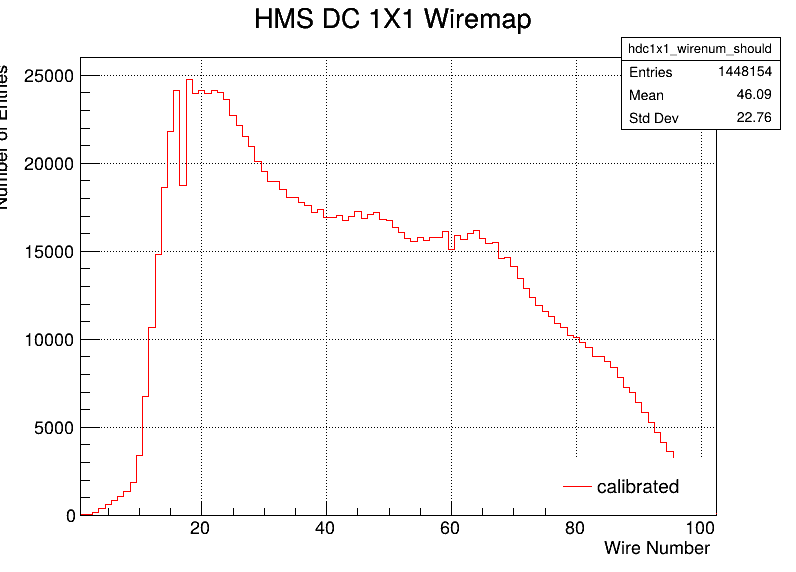 HMS DC 1X1 Wiremap
hdc1x1_wirenum_should
Entries 1448154
Mean 46.09
Std Dev 22.76
Number of Entries
25000
20000
15000
10000
5000
0
20 40 60 80 100
Wire Number
calibrated